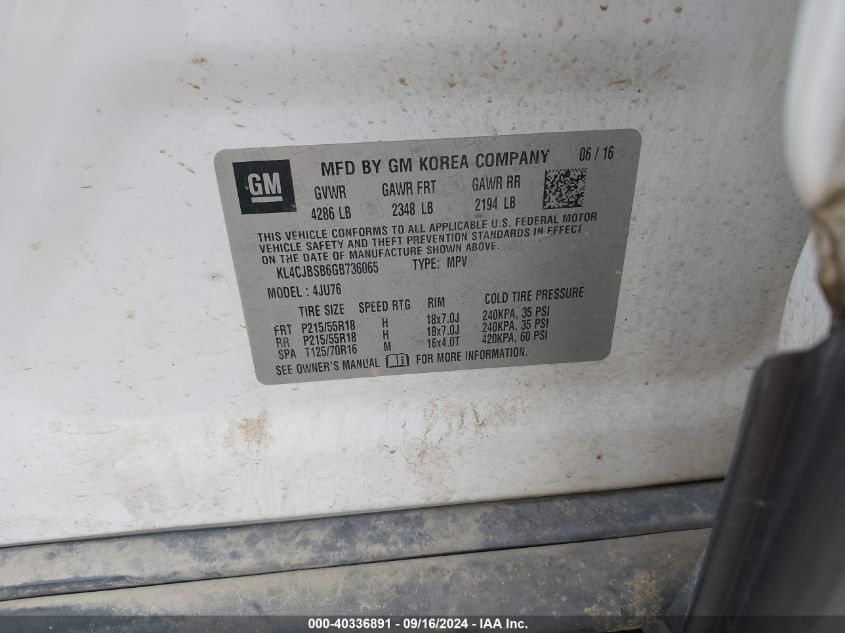 GM
MFD BY GM KOREA COMPANY 06 / 16
GVWR GAWR FRT GAWR RR
4286 LB 2348 LB 2194 LB
THIS VEHICLE CONFORMS TO ALL APPLICABLE U.S. FEDERAL MOTOR
VEHICLE SAFETY AND THEFT PREVENTION STANDARDS IN EFFECT
ON THE DATE OF MANUFACTURE SHOWN ABOVE.
KL4CJBSB6GB736065 TYPE: MPV
MODEL : 4JU76
TIRE SIZE SPEED RTG RIM COLD TIRE PRESSURE
FRT P215/55R18 H 18x7.0J 240KPA, 35 PSI
RR P215/55R18 H 18x7.0J 240KPA, 35 PSI
SPA T125/70R16 M 16x4.0T 420KPA, 60 PSI
SEE OWNER'S MANUAL FOR MORE INFORMATION.
000-40336891 - 09/16/2024 - IAAI.com